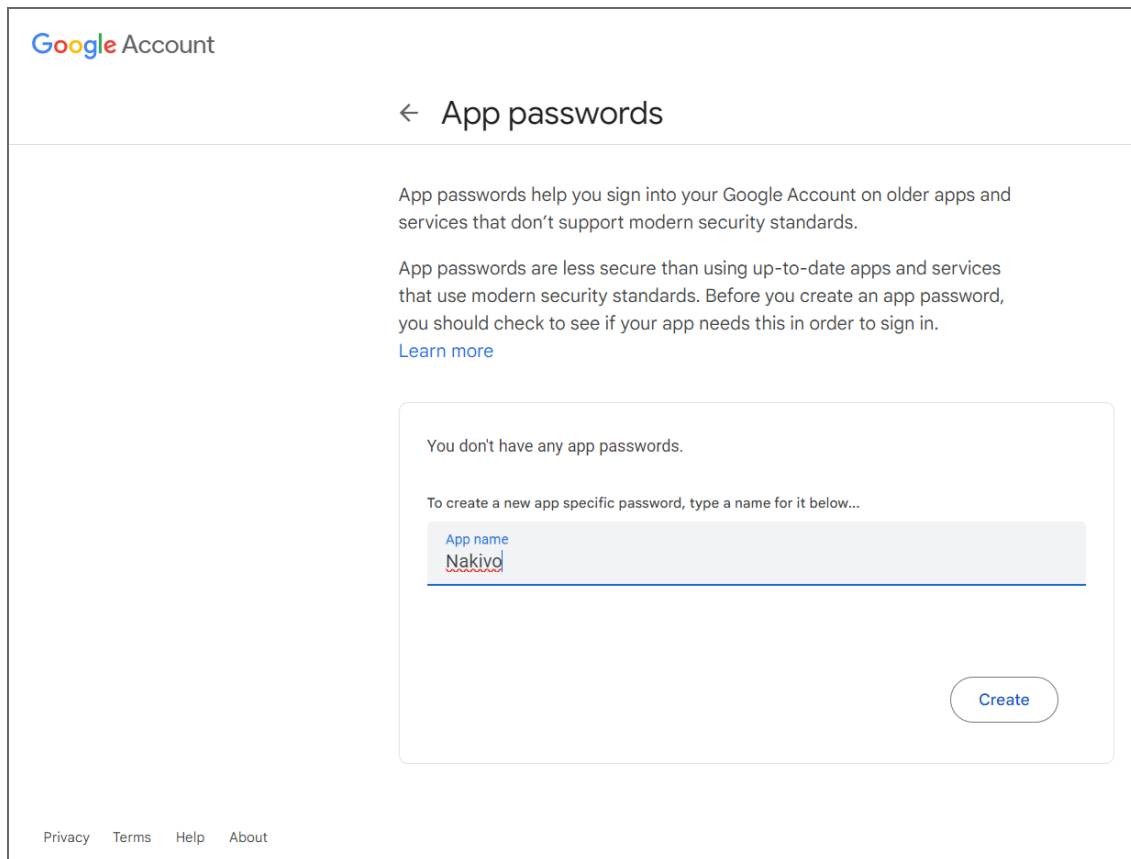 Google Account
App passwords
App passwords help you sign into your Google Account on older apps and
services that don’t support modern security standards.
App passwords are less secure than using up-to-date apps and services
that use modern security standards. Before you create an app password,
you should check to see if your app needs this in order to sign in.
Learn more
You don't have any app passwords.
To create a new app specific password, type a name for it below...
App name
Nakivo
Create
Privacy Terms Help About